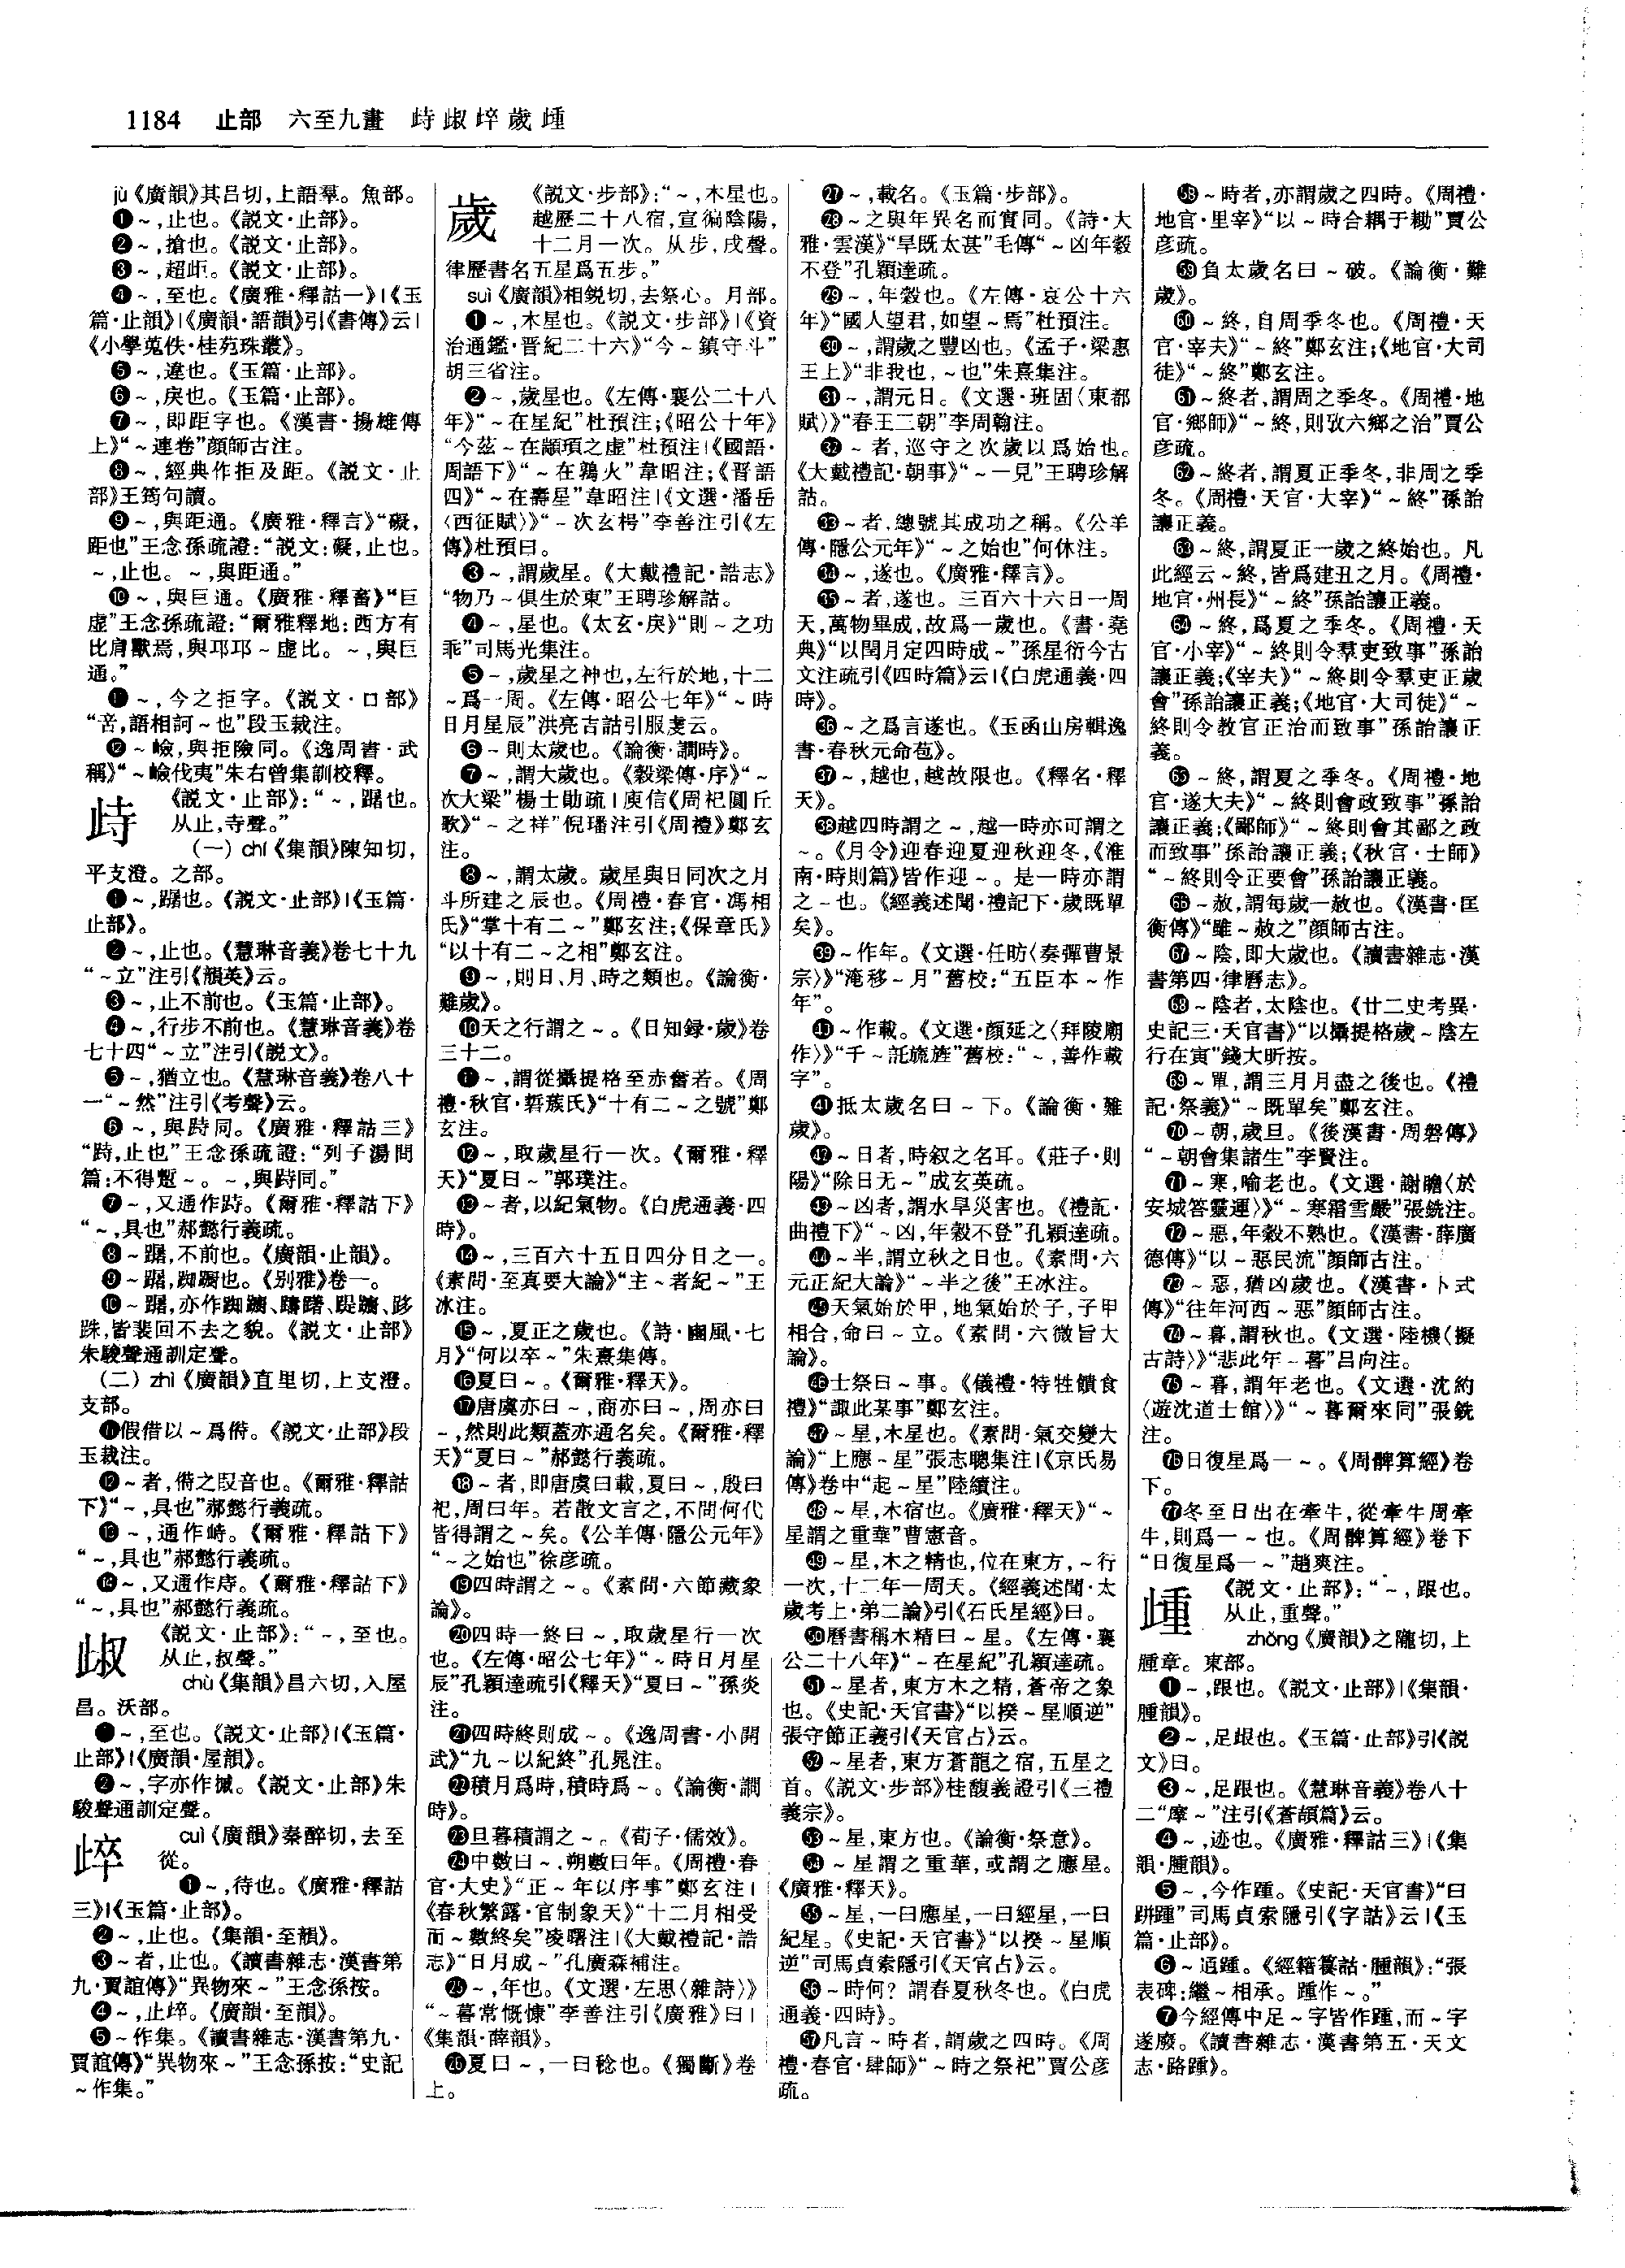 1184 止部 六至九畫 峙㱐䇥歲歱
jù《廣韻》其吕切,上語羣。魚部。
❶~,止也。《説文·止部》。
❷~,搶也。《説文·止部》。
❸~,超歫。《説文·止部》。
❹~,至也。《廣雅·釋詁一》|《玉
篇·止韻》|《廣韻·語韻》引《書傳》云|
《小學蒐佚·桂苑珠叢》。
❺~,違也。《玉篇·止部》。
❻~,戾也。《玉篇·止部》。
❼~,即距字也。《漢書·揚雄傳
上》“~連卷”顔師古注。
❽~,經典作拒及距。《説文·止
部》王筠句讀。
❾~,與距通。《廣雅·釋言》“礙,
距也”王念孫疏證:“説文:礙,止也。
~,止也。~,與距通。”
❿~,與巨通。《廣雅·釋畜》“巨
虚”王念孫疏證:“爾雅釋地:西方有
比肩獸焉,與邛邛~虚比。~,與巨
通。”
⓫~,今之拒字。《説文·口部》
“咅,語相訶~也”段玉裁注。
⓬~嶮,與拒險同。《逸周書·武
稱》“~嶮伐夷”朱右曾集訓校釋。
歭
《説文·止部》:“~,䠧也。
从止,寺聲。”
(一)chí《集韻》陳知切,
平支澄。之部。
❶~,䠧也。《説文·止部》|《玉篇·
止部》。
❷~,止也。《慧琳音義》卷七十九
“~立”注引《韻英》云。
❸~,止不前也。《玉篇·止部》。
❹~,行步不前也。《慧琳音義》卷
七十四“~立”注引《説文》。
❺~,猶立也。《慧琳音義》卷八十
一“~然”注引《考聲》云。
❻~,與跱同。《廣雅·釋詁三》
“跱,止也”王念孫疏證:“列子湯問
篇:不得蹔~。~,與跱同。”
❼~,又通作跱。《爾雅·釋詁下》
“~,具也”郝懿行義疏。
❽~䠧,不前也。《廣韻·止韻》。
❾~䠧,踟躕也。《别雅》卷一。
❿~䠧,亦作踟躕、躊躇、踶躕、跢
跦,皆裴回不去之貌。《説文·止部》
朱駿聲通訓定聲。
(二)zhì《廣韻》直里切,上支澄。
支部。
⓫假借以~爲偫。《説文·止部》段
玉裁注。
⓬~者,偫之叚音也。《爾雅·釋詁
下》“~,具也”郝懿行義疏。
⓭~,通作峙。《爾雅·釋詁下》
“~,具也”郝懿行義疏。
⓮~,又通作庤。《爾雅·釋詁下》
“~,具也”郝懿行義疏。
㱐
《説文·止部》:“~,至也。
从止,叔聲。”
chù《集韻》昌六切,入屋
昌。沃部。
❶~,至也。《説文·止部》|《玉篇·
止部》|《廣韻·屋韻》。
❷~,字亦作摵。《説文·止部》朱
駿聲通訓定聲。
cuì《廣韻》秦醉切,去至
從。
❶~,待也。《廣雅·釋詁
三》|《玉篇·止部》。
❷~,止也。《集韻·至韻》。
❸~者,止也。《讀書雜志·漢書第
九·賈誼傳》“異物來~”王念孫按。
❹~,止㱖。《廣韻·至韻》。
❺~作集。《讀書雜志·漢書第九·
賈誼傳》“異物來~”王念孫按:“史記
~作集。”
歲
《説文·步部》:“~,木星也。
越歷二十八宿,宣徧陰陽,
十二月一次。从步,戌聲。
律歷書名五星爲五步。”
suì《廣韻》相鋭切,去祭心。月部。
❶~,木星也。《説文·步部》|《資
治通鑑·晋紀二十六》“今~鎮守斗”
胡三省注。
❷~,歲星也。《左傳·襄公二十八
年》“~在星紀”杜預注;《昭公十年》
“今兹~在顓頊之虚”杜預注|《國語·
周語下》“~在鶉火”韋昭注;《晋語
四》“~在壽星”韋昭注|《文選·潘岳
〈西征賦〉》“~次玄枵”李善注引《左
傳》杜預曰。
❸~,謂歲星。《大戴禮記·誥志》
“物乃~俱生於東”王聘珍解詁。
❹~,星也。《太玄·戾》“則~之功
乖”司馬光集注。
❺~,歲星之神也,左行於地,十二
~爲一周。《左傳·昭公七年》“~時
日月星辰”洪亮吉詁引服虔云。
❻~則太歲也。《論衡·調時》。
❼~,謂大歲也。《穀梁傳·序》“~
次大梁”楊士勛疏|庾信《周祀圓丘
歌》“~之祥”倪璠注引《周禮》鄭玄
注。
❽~,謂太歲。歲星與日同次之月
斗所建之辰也。《周禮·春官·馮相
氏》“掌十有二~”鄭玄注;《保章氏》
“以十有二~之相”鄭玄注。
❾~,則日、月、時之類也。《論衡·
難歲》。
❿天之行謂之~。《日知録·歲》卷
三十二。
⓫~,謂從攝提格至赤奮若。《周
禮·秋官·硩蔟氏》“十有二~之號”鄭
玄注。
⓬~,取歲星行一次。《爾雅·釋
天》“夏曰~”郭璞注。
⓭~者,以紀氣物。《白虎通義·四
時》。
⓮~,三百六十五日四分日之一。
《素問·至真要大論》“主~者紀~”王
冰注。
⓯~,夏正之歲也。《詩·豳風·七
月》“何以卒~”朱熹集傳。
⓰夏曰~。《爾雅·釋天》。
⓱唐虞亦曰~,商亦曰~,周亦曰
~,然則此類蓋亦通名矣。《爾雅·釋
天》“夏曰~”郝懿行義疏。
⓲~者,即唐虞曰載,夏曰~,殷曰
祀,周曰年。若散文言之,不問何代
皆得謂之~矣。《公羊傳·隱公元年》
“~之始也”徐彦疏。
⓳四時謂之~。《素問·六節藏象
論》。
⓴四時一終曰~,取歲星行一次
也。《左傳·昭公七年》“~時日月星
辰”孔穎達疏引《釋天》“夏曰~”孫炎
注。
㉑四時終則成~。《逸周書·小開
武》“九~以紀終”孔晁注。
㉒積月爲時,積時爲~。《論衡·調
時》。
㉓旦暮積謂之~。《荀子·儒效》。
㉔中數曰~,朔數曰年。《周禮·春
官·大史》“正~年以序事”鄭玄注|
《春秋繁露·官制象天》“十二月相受
而~數終矣”凌曙注|《大戴禮記·誥
志》“日月成~”孔廣森補注。
㉕~,年也。《文選·左思〈雜詩〉》
“~暮常慨慷”李善注引《廣雅》曰|
《集韻·薛韻》。
㉖夏曰~,一曰稔也。《獨斷》卷
上。
㉗~,載名。《玉篇·步部》。
㉘~之與年異名而實同。《詩·大
雅·雲漢》“旱既太甚”毛傳“~凶年穀
不登”孔穎達疏。
㉙~,年穀也。《左傳·哀公十六
年》“國人望君,如望~焉”杜預注。
㉚~,謂歲之豐凶也。《孟子·梁惠
王上》“非我也,~也”朱熹集注。
㉛~,謂元日。《文選·班固〈東都
賦〉》“春王三朝”李周翰注。
㉜~者,巡守之次歲以爲始也。
《大戴禮記·朝事》“~一見”王聘珍解
詁。
㉝~者,總號其成功之稱。《公羊
傳·隱公元年》“~之始也”何休注。
㉞~,遂也。《廣雅·釋言》。
㉟~者,遂也。三百六十六日一周
天,萬物畢成,故爲一歲也。《書·堯
典》“以閏月定四時成~”孫星衍今古
文注疏引《四時篇》云|《白虎通義·四
時》。
㊱~之爲言遂也。《玉函山房輯逸
書·春秋元命苞》。
㊲~,越也,越故限也。《釋名·釋
天》。
㊳越四時謂之~,越一時亦可謂之
~。《月令》迎春迎夏迎秋迎冬,《淮
南·時則篇》皆作迎~。是一時亦謂
之~也。《經義述聞·禮記下·歲既單
矣》。
㊴~作年。《文選·任昉〈奏彈曹景
宗〉》“淹移~月”舊校:“五臣本~作
年”。
㊵~作載。《文選·顔延之〈拜陵廟
作〉》“千~託旒旌”舊校:“~,善作載
字”。
㊶抵太歲名曰~下。《論衡·難
歲》。
㊷~日者,時叙之名耳。《莊子·則
陽》“除日无~”成玄英疏。
㊸~凶者,謂水旱災害也。《禮記·
曲禮下》“~凶,年穀不登”孔穎達疏。
㊹~半,謂立秋之日也。《素問·六
元正紀大論》“~半之後”王冰注。
㊺天氣始於甲,地氣始於子,子甲
相合,命曰~立。《素問·六微旨大
論》。
㊻士祭曰~事。《儀禮·特牲饋食
禮》“諏此某事”鄭玄注。
㊼~星,木星也。《素問·氣交變大
論》“上應~星”張志聰集注|《京氏易
傳》卷中“起~星”陸績注。
㊽~星,木宿也。《廣雅·釋天》“~
星謂之重華”曹憲音。
㊾~星,木之精也,位在東方,~行
一次,十二年一周天。《經義述聞·太
歲考上·第二論》引《石氏星經》曰。
㊿曆書稱木精曰~星。《左傳·襄
公二十八年》“~在星紀”孔穎達疏。
51~星者,東方木之精,蒼帝之象
也。《史記·天官書》“以揆~星順逆”
張守節正義引《天官占》云。
52~星者,東方蒼龍之宿,五星之
首。《説文·步部》桂馥義證引《三禮
義宗》。
53~星,東方也。《論衡·祭意》。
54~星謂之重華,或謂之應星。
《廣雅·釋天》。
55~星,一曰應星,一曰經星,一曰
紀星。《史記·天官書》“以揆~星順
逆”司馬貞索隱引《天官占》云。
56~時何?謂春夏秋冬也。《白虎
通義·四時》。
57凡言~時者,謂歲之四時。《周
禮·春官·肆師》“~時之祭祀”賈公彦
疏。
58~時者,亦謂歲之四時。《周禮·
地官·里宰》“以~時合耦于耡”賈公
彦疏。
59負太歲名曰~破。《論衡·難
歲》。
60~終,自周季冬也。《周禮·天
官·宰夫》“~終”鄭玄注;《地官·大司
徒》“~終”鄭玄注。
61~終者,謂周之季冬。《周禮·地
官·鄉師》“~終,則攷六鄉之治”賈公
彦疏。
62~終者,謂夏正季冬,非周之季
冬。《周禮·天官·大宰》“~終”孫詒
讓正義。
63~終,謂夏正一歲之終始也。凡
此經云~終,皆爲建丑之月。《周禮·
地官·州長》“~終”孫詒讓正義。
64~終,爲夏之季冬。《周禮·天
官·小宰》“~終則令羣吏致事”孫詒
讓正義;《宰夫》“~終則令羣吏正歲
會”孫詒讓正義;《地官·大司徒》“~
終則令教官正治而致事”孫詒讓正
義。
65~終,謂夏之季冬。《周禮·地
官·遂大夫》“~終則會政致事”孫詒
讓正義;《鄙師》“~終則會其鄙之政
而致事”孫詒讓正義;《秋官·士師》
“~終則令正要會”孫詒讓正義。
66~赦,謂每歲一赦也。《漢書·匡
衡傳》“雖~赦之”顔師古注。
67~陰,即大歲也。《讀書雜志·漢
書第四·律曆志》。
68~陰者,太陰也。《廿二史考異·
史記三·天官書》“以攝提格歲~陰左
行在寅”錢大昕按。
69~單,謂三月月盡之後也。《禮
記·祭義》“~既單矣”鄭玄注。
70~朝,歲旦。《後漢書·周磐傳》
“~朝會集諸生”李賢注。
71~寒,喻老也。《文選·謝瞻〈於
安城答靈運〉》“~寒霜雪嚴”張銑注。
72~惡,年穀不熟也。《漢書·薛廣
德傳》“以~惡民流”顔師古注。
73~惡,猶凶歲也。《漢書·卜式
傳》“往年河西~惡”顔師古注。
74~暮,謂秋也。《文選·陸機〈擬
古詩〉》“悲此年~暮”吕向注。
75~暮,謂年老也。《文選·沈約
〈遊沈道士館〉》“~暮爾來同”張銑
注。
76日復星爲一~。《周髀算經》卷
下。
77冬至日出在牽牛,從牽牛周牽
牛,則爲一~也。《周髀算經》卷下
“日復星爲一~”趙爽注。
歱
《説文·止部》:“~,跟也。
从止,重聲。”
zhǒng《廣韻》之隴切,上
腫章。東部。
❶~,跟也。《説文·止部》|《集韻·
腫韻》。
❷~,足跟也。《玉篇·止部》引《説
文》曰。
❸~,足跟也。《慧琳音義》卷八十
二“摩~”注引《蒼頡篇》云。
❹~,迹也。《廣雅·釋詁三》|《集
韻·腫韻》。
❺~,今作踵。《史記·天官書》“曰
跰踵”司馬貞索隱引《字詁》云|《玉
篇·止部》。
❻~通踵。《經籍籑詁·腫韻》:“張
表碑:繼~相承。踵作~。”
❼今經傳中足~字皆作踵,而~字
遂廢。《讀書雜志·漢書第五·天文
志·路踵》。